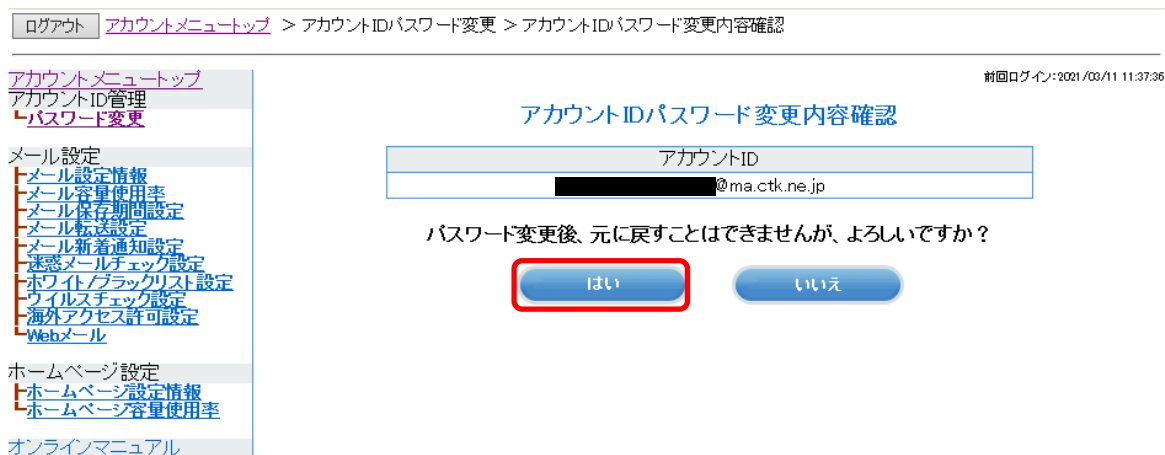 ログアウト アカウントメニュートップ > アカウントIDパスワード変更 > アカウントIDパスワード変更内容確認
前回ログイン:2021/03/11 11:37:36
アカウントメニュートップ
アカウントID管理
パスワード変更
メール設定
メール設定情報
メール容量使用率
メール保存期間設定
メール転送設定
メール新着通知設定
迷惑メールチェック設定
ホワイト/ブラックリスト設定
ウイルスチェック設定
海外アクセス許可設定
Webメール
ホームページ設定
ホームページ設定情報
ホームページ容量使用率
オンラインマニュアル
アカウントIDパスワード変更内容確認
アカウントID
@ma.ctk.ne.jp
パスワード変更後、元に戻すことはできませんが、よろしいですか?
はい いいえ